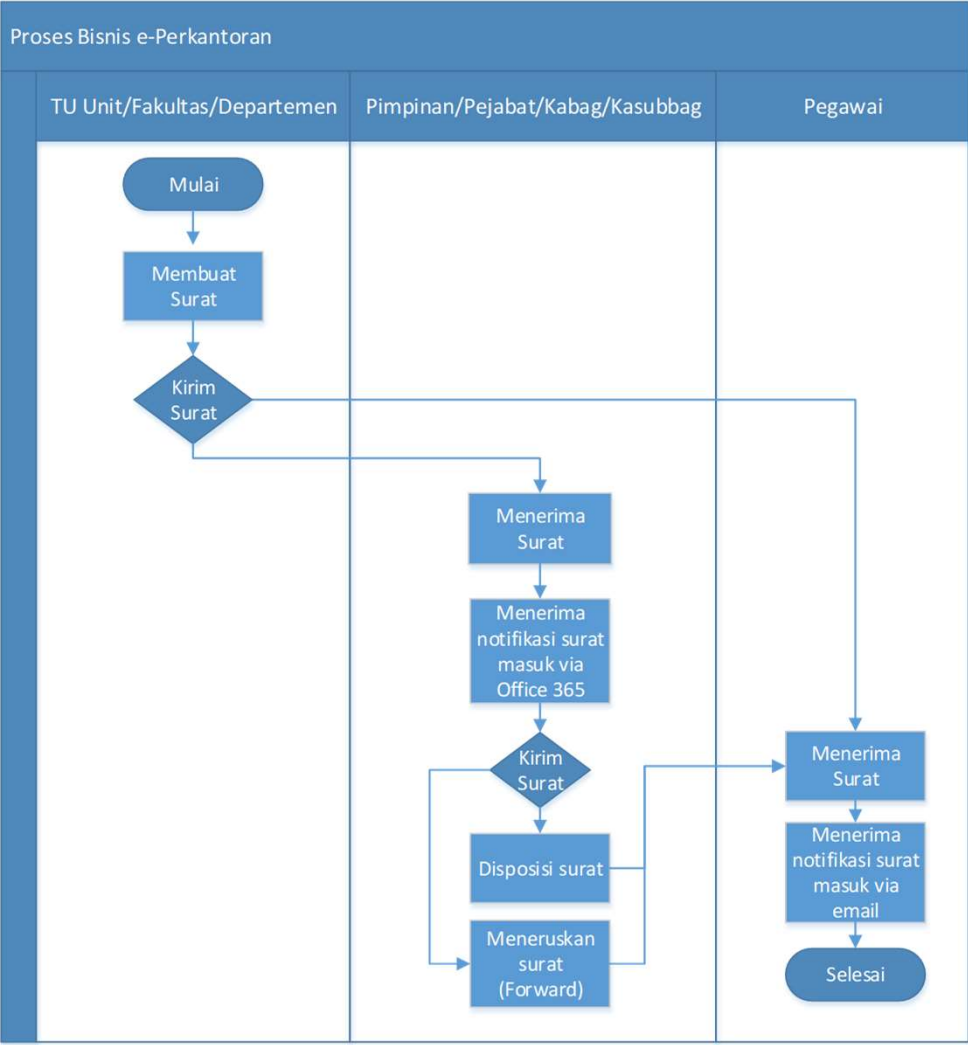 Proses Bisnis e-Perkantoran
TU Unit/Fakultas/Departemen
Pimpinan/Pejabat/Kabag/Kasubbag
Pegawai
Mulai
Membuat
Surat
Kirim
Surat
Menerima
Surat
Menerima
notifikasi surat
masuk via
Office 365
Kirim
Surat
Disposisi surat
Meneruskan
surat
(Forward)
Menerima
Surat
Menerima
notifikasi surat
masuk via
email
Selesai